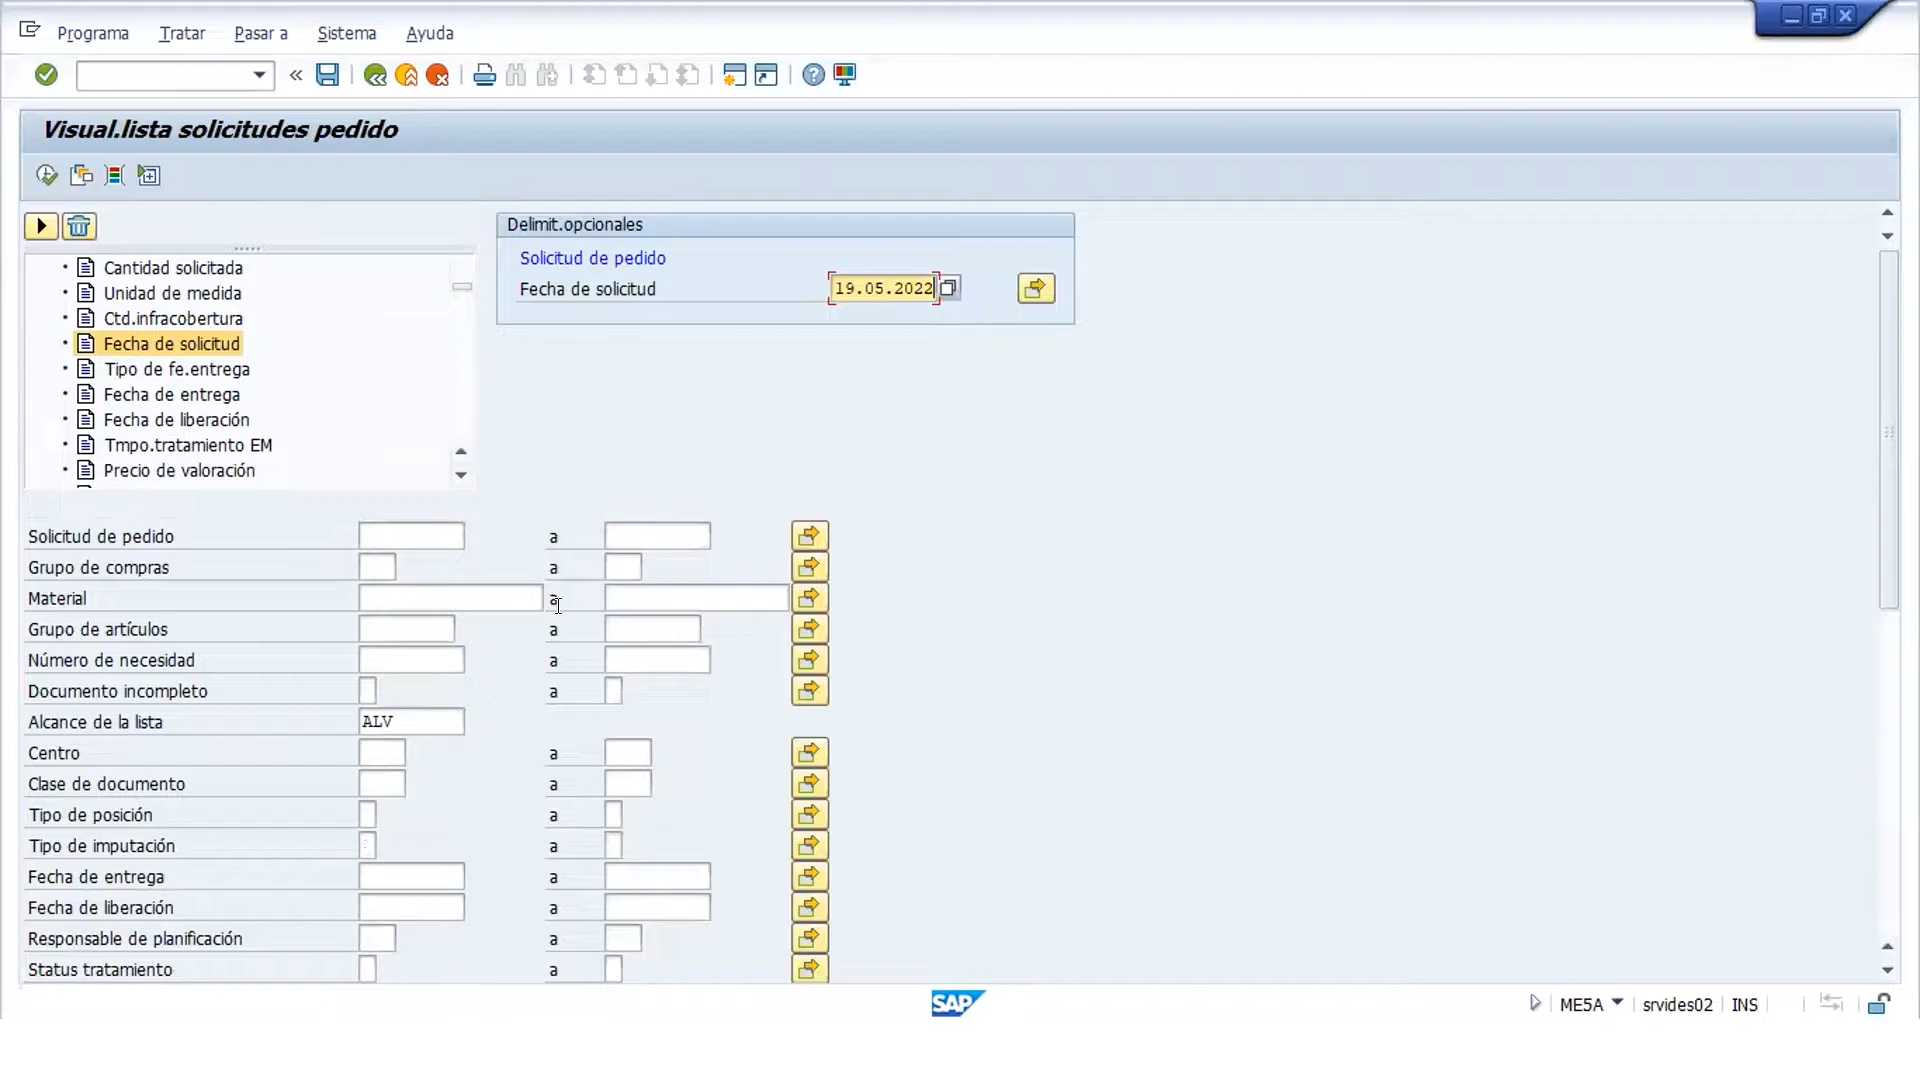 Programa Tratar Pasar a Sistema Ayuda
Visual.lista solicitudes pedido
Delimit.opcionales
Solicitud de pedido
Fecha de solicitud 19.05.2022
Cantidad solicitada
Unidad de medida
Ctd.infracobertura
Fecha de solicitud
Tipo de fe.entrega
Fecha de entrega
Fecha de liberación
Tmpo.tratamiento EM
Precio de valoración
Solicitud de pedido a
Grupo de compras a
Material a
Grupo de artículos a
Número de necesidad a
Documento incompleto a
Alcance de la lista ALV
Centro a
Clase de documento a
Tipo de posición a
Tipo de imputación a
Fecha de entrega a
Fecha de liberación a
Responsable de planificación a
Status tratamiento a
SAP ME5A srvides02 INS